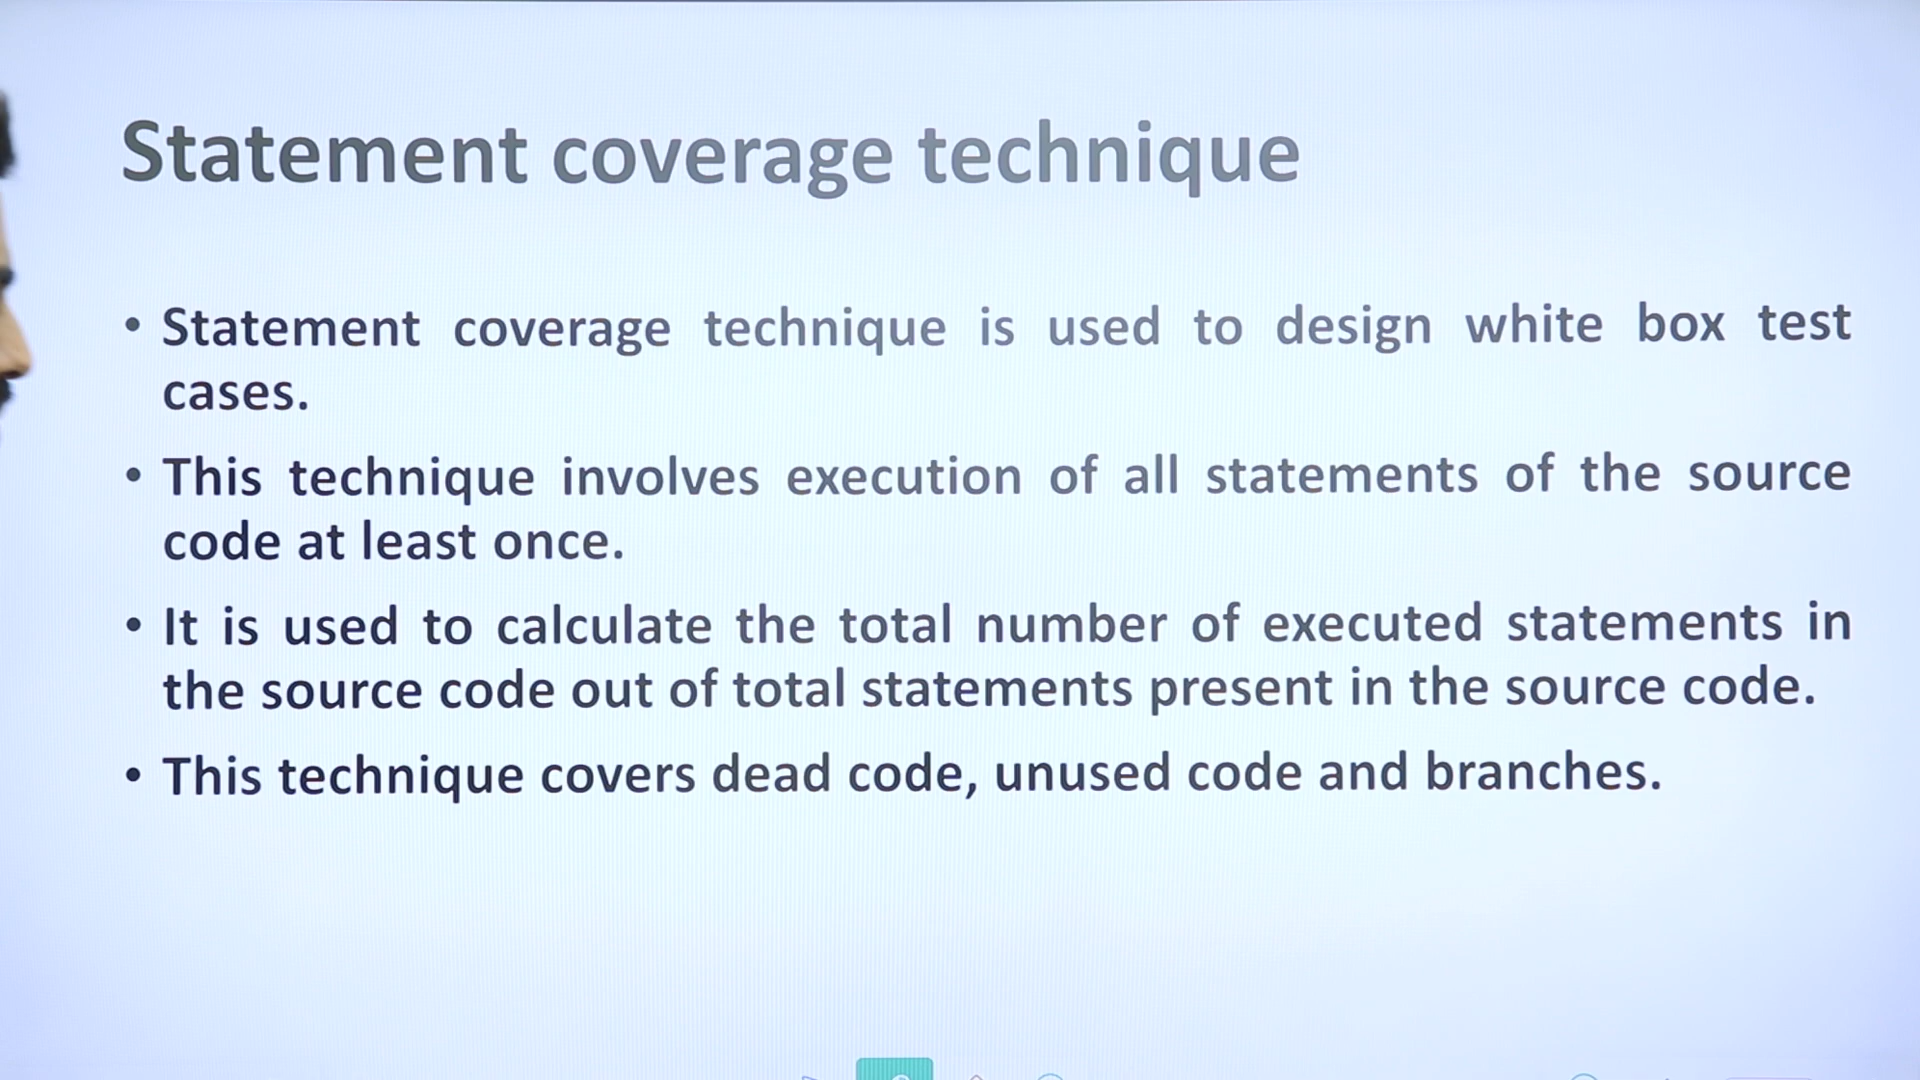 Statement coverage technique
• Statement coverage technique is used to design white box test
cases.
• This technique involves execution of all statements of the source
code at least once.
• It is used to calculate the total number of executed statements in
the source code out of total statements present in the source code.
• This technique covers dead code, unused code and branches.